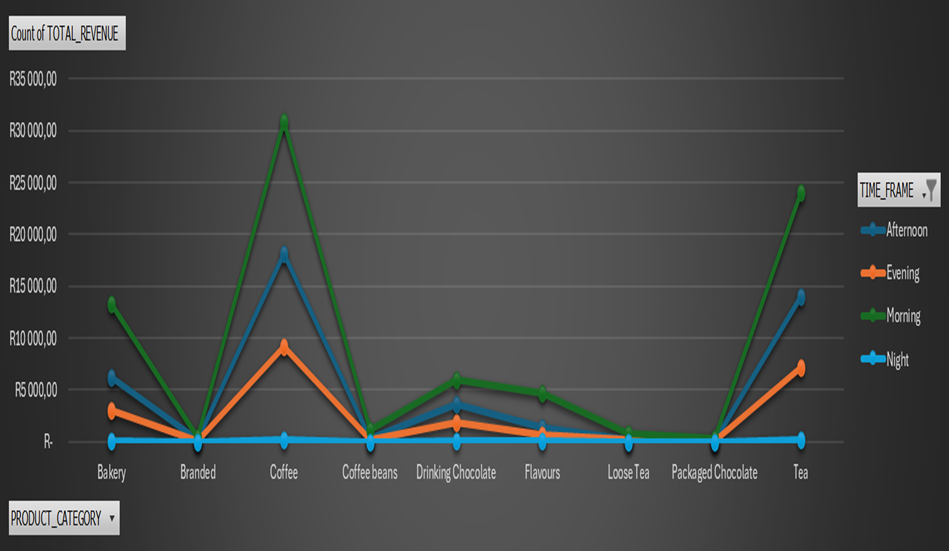 Count of TOTAL_REVENUE
R35 000,00
R30 000,00
R25 000,00
R20 000,00
R15 000,00
R10 000,00
R5 000,00
R-
Bakery Branded Coffee Coffee beans Drinking Chocolate Flavours Loose Tea Packaged Chocolate Tea
TIME_FRAME
Afternoon
Evening
Morning
Night
PRODUCT_CATEGORY